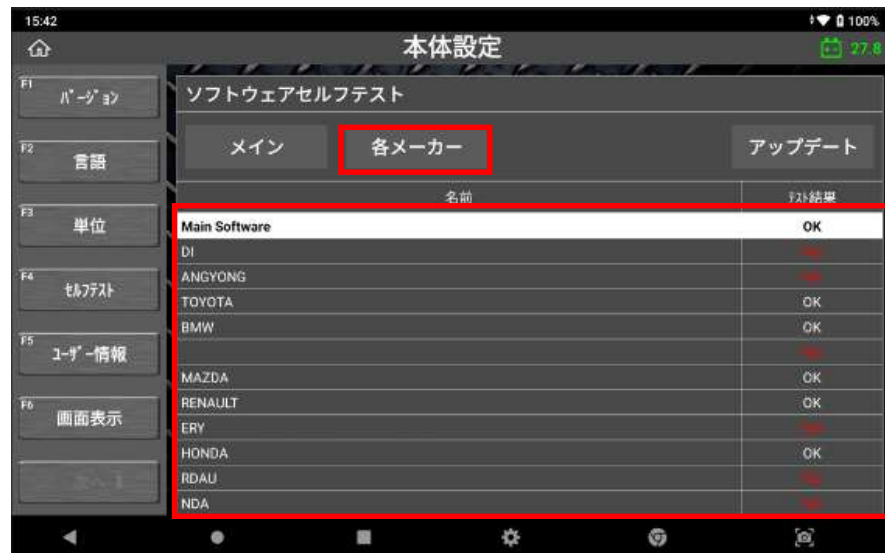 15:42
100%
本体設定
27.8
F1
ﾊﾞｰｼﾞｮﾝ
ソフトウェアセルフテスト
F2
言語
メイン
各メーカー
アップデート
名前
ﾃｽﾄ結果
F3
単位
Main Software
OK
DI
F4
ｾﾙﾌﾃｽﾄ
ANGYONG
TOYOTA
OK
BMW
OK
F5
ﾕｰｻﾞｰ情報
MAZDA
OK
F6
画面表示
RENAULT
OK
ERY
HONDA
OK
RDAU
NDA